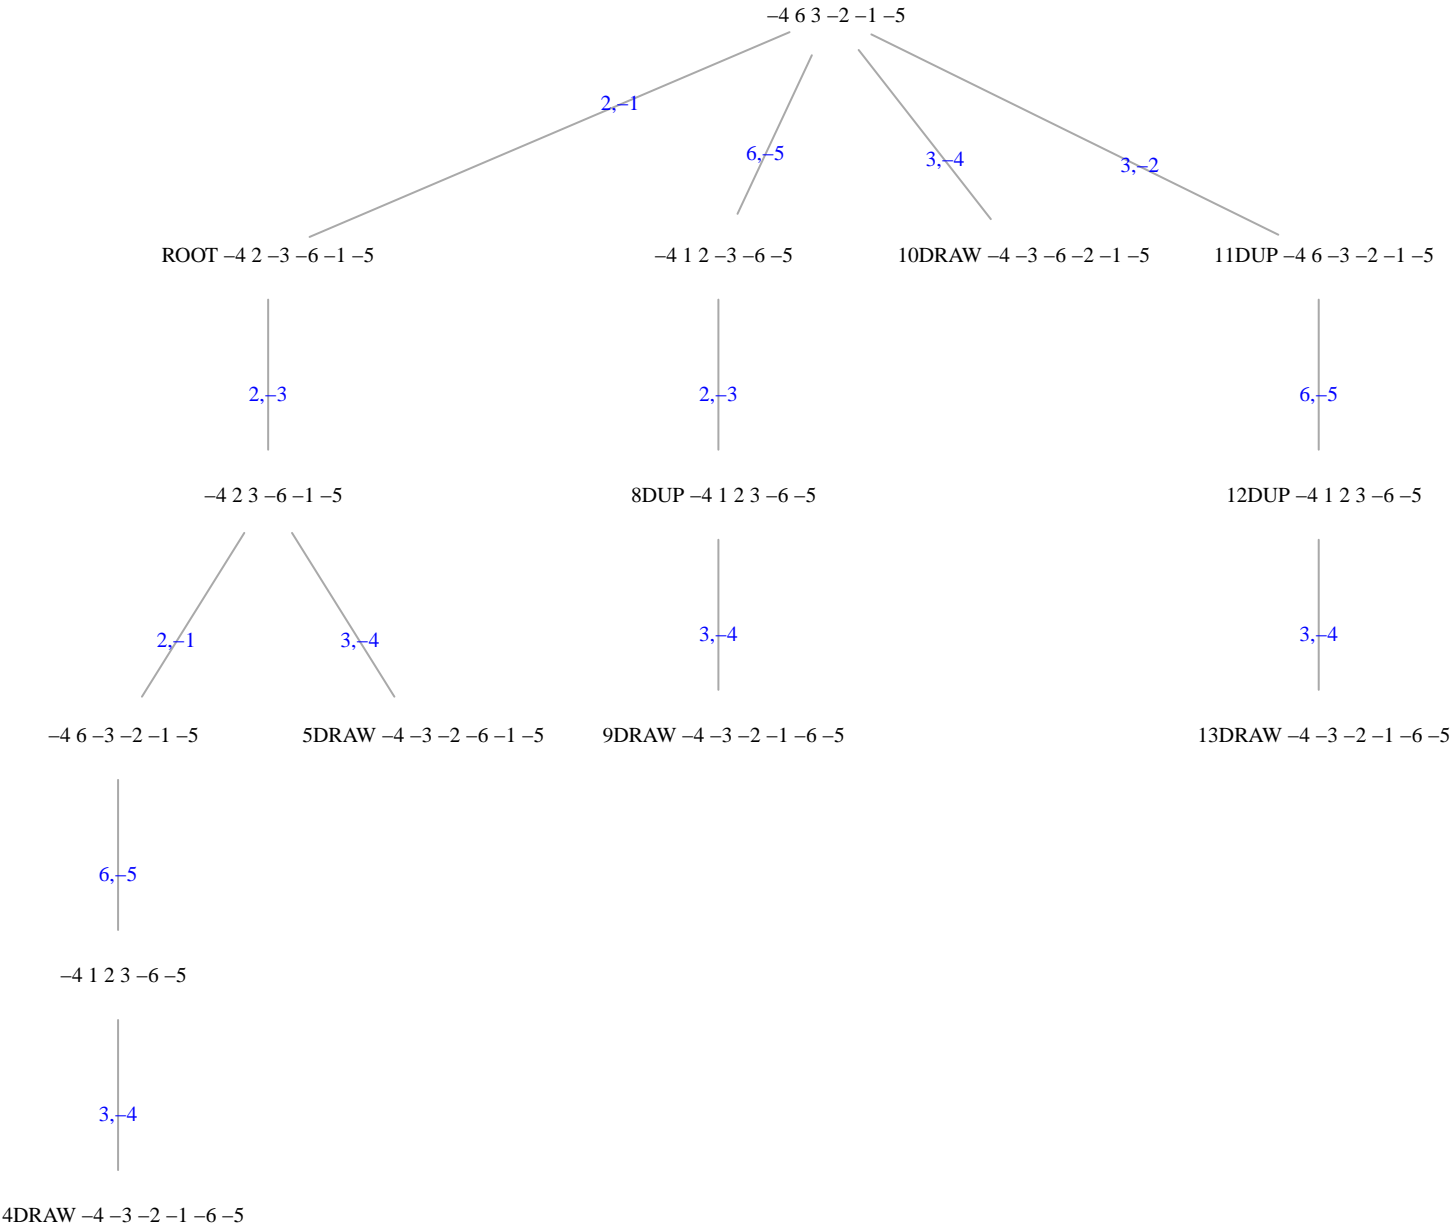 –4 6 3 –2 –1 –5
2,–1
6,–5
3,–4
3,–2
ROOT –4 2 –3 –6 –1 –5
–4 1 2 –3 –6 –5
10DRAW –4 –3 –6 –2 –1 –5
11DUP –4 6 –3 –2 –1 –5
2,–3
2,–3
6,–5
–4 2 3 –6 –1 –5
8DUP –4 1 2 3 –6 –5
12DUP –4 1 2 3 –6 –5
2,–1
3,–4
3,–4
3,–4
–4 6 –3 –2 –1 –5
5DRAW –4 –3 –2 –6 –1 –5
9DRAW –4 –3 –2 –1 –6 –5
13DRAW –4 –3 –2 –1 –6 –5
6,–5
–4 1 2 3 –6 –5
3,–4
4DRAW –4 –3 –2 –1 –6 –5